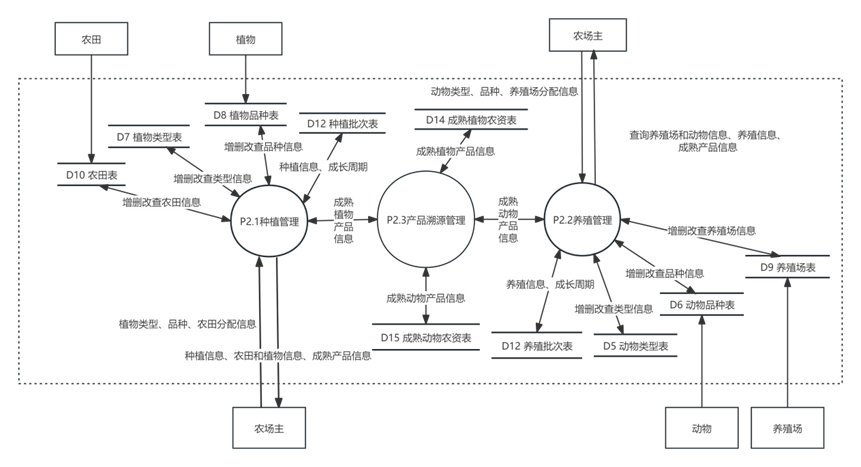 农田
植物
农场主
动物类型、品种、养殖场分配信息
D8 植物品种表
D12 种植批次表
D14 成熟植物农资表
D7 植物类型表
查询养殖场和动物信息、养殖信息、
成熟产品信息
增删改查品种信息
成熟植物产品信息
种植信息、成长周期
D10 农田表
增删改查类型信息
增删改查农田信息
P2.1种植管理
成熟
植物
产品
信息
P2.3产品溯源管理
成熟
动物
产品
信息
P2.2养殖管理
增删改查养殖场信息
D9 养殖场表
增删改查品种信息
养殖信息、成长周期
成熟动物产品信息
D6 动物品种表
增删改查类型信息
植物类型、品种、农田分配信息
D15 成熟动物农资表
D12 养殖批次表
D5 动物类型表
种植信息、农田和植物信息、成熟产品信息
农场主
动物
养殖场